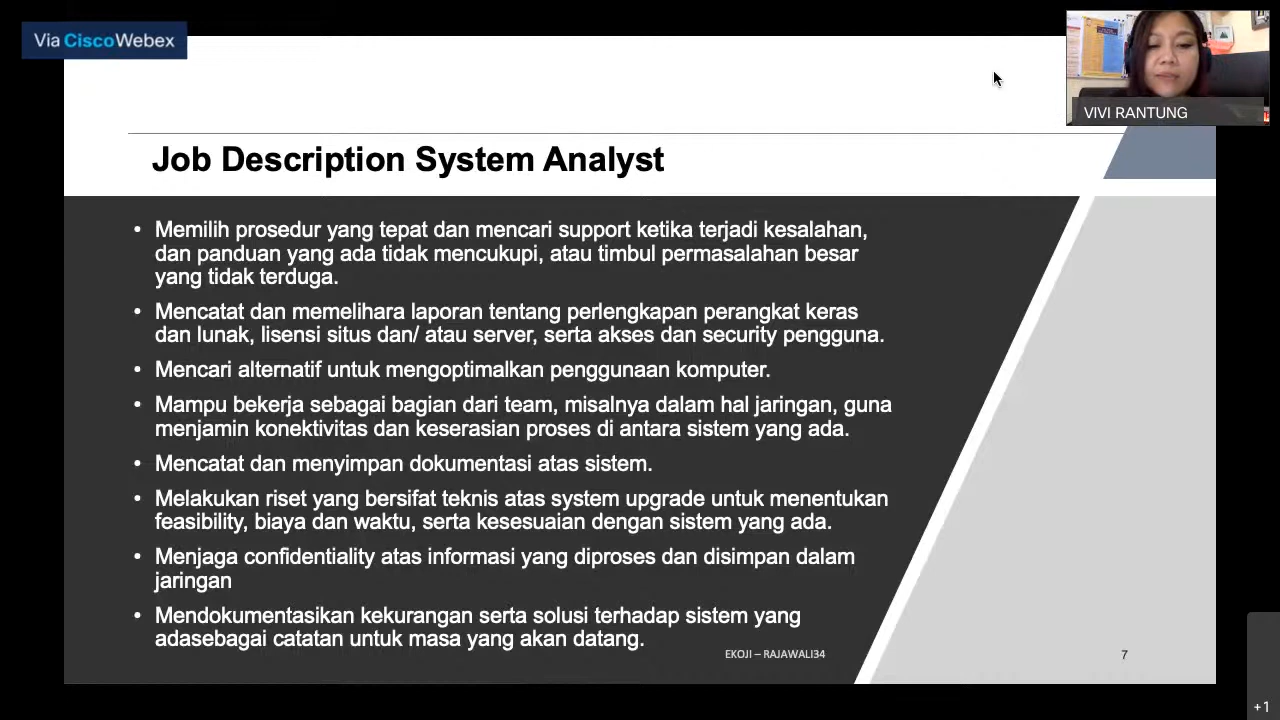 Via CiscoWebex
VIVI RANTUNG
Job Description System Analyst
• Memilih prosedur yang tepat dan mencari support ketika terjadi kesalahan,
dan panduan yang ada tidak mencukupi, atau timbul permasalahan besar
yang tidak terduga.
• Mencatat dan memelihara laporan tentang perlengkapan perangkat keras
dan lunak, lisensi situs dan/ atau server, serta akses dan security pengguna.
• Mencari alternatif untuk mengoptimalkan penggunaan komputer.
• Mampu bekerja sebagai bagian dari team, misalnya dalam hal jaringan, guna
menjamin konektivitas dan keserasian proses di antara sistem yang ada.
• Mencatat dan menyimpan dokumentasi atas sistem.
• Melakukan riset yang bersifat teknis atas system upgrade untuk menentukan
feasibility, biaya dan waktu, serta kesesuaian dengan sistem yang ada.
• Menjaga confidentiality atas informasi yang diproses dan disimpan dalam
jaringan
• Mendokumentasikan kekurangan serta solusi terhadap sistem yang
adasebagai catatan untuk masa yang akan datang.
EKOJI – RAJAWALI34
7
+1